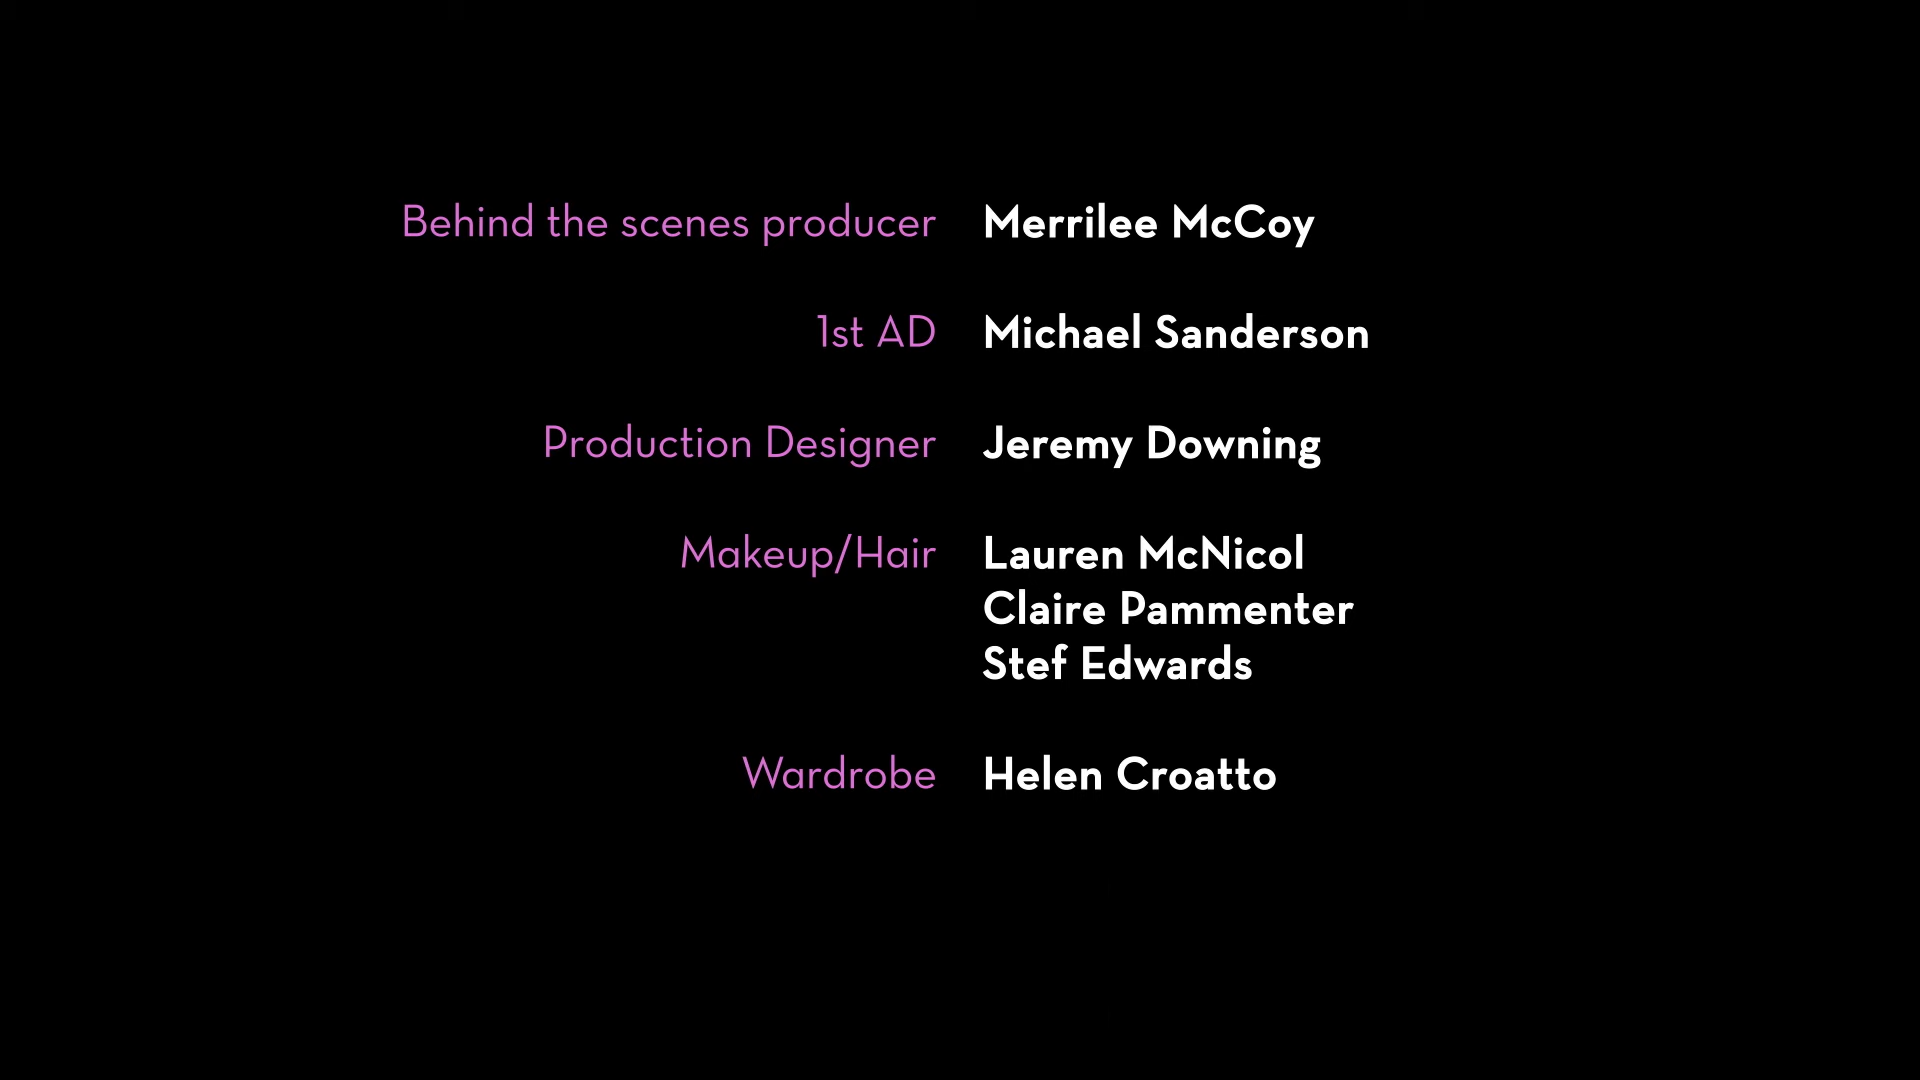 Behind the scenes producer Merrilee McCoy
1st AD Michael Sanderson
Production Designer Jeremy Downing
Makeup/Hair Lauren McNicol
Claire Pammenter
Stef Edwards
Wardrobe Helen Croatto